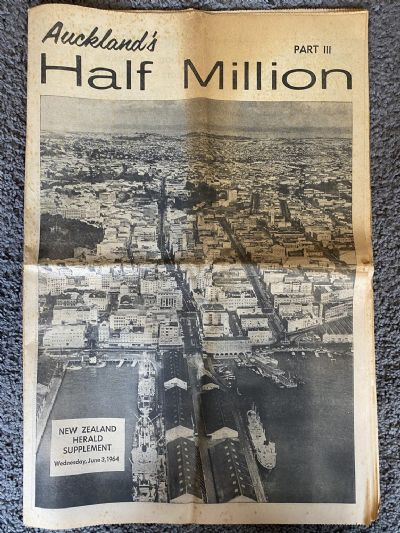 Auckland's
PART III
Half Million
NEW ZEALAND
HERALD
SUPPLEMENT
Wednesday, June 3, 1964